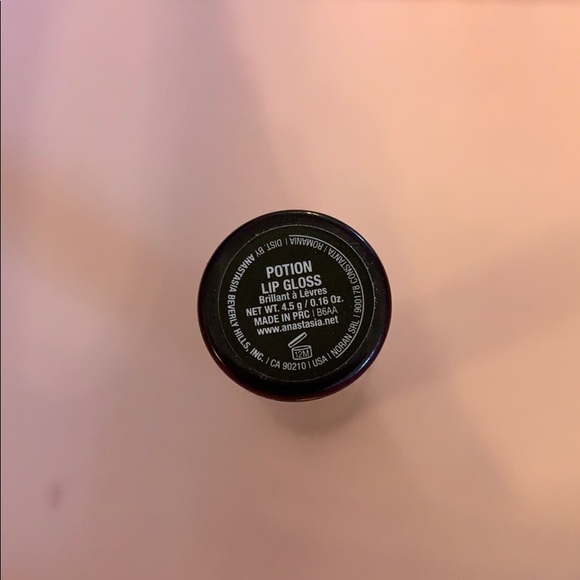 POTION
LIP GLOSS
Brillant à Lèvres
NET WT. 4.5 g / 0.16 Oz.
MADE IN PRC | B6AA
www.anastasia.net
12M
DIST. BY ANASTASIA BEVERLY HILLS, INC. | CA 90210 | USA | NORAN SRL | 900178 CONSTANTA | ROMANIA |